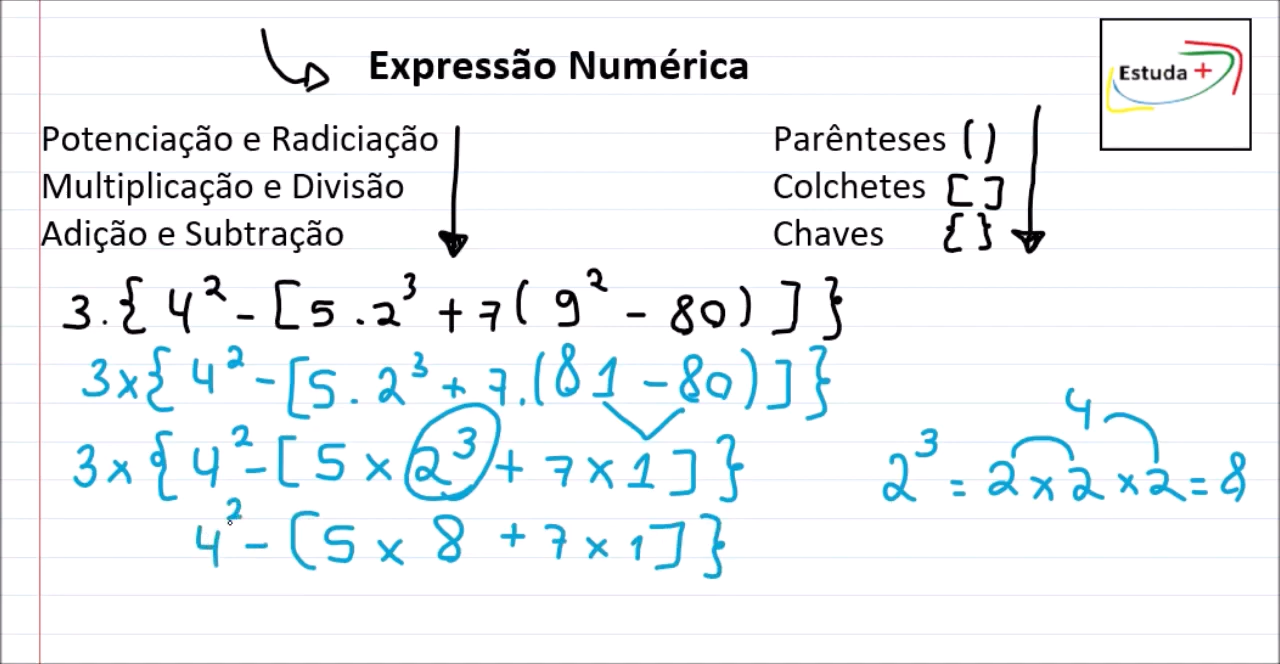 Expressão Numérica
Estuda +
Potenciação e Radiciação
Multiplicação e Divisão
Adição e Subtração
Parênteses ( )
Colchetes [ ]
Chaves { }
3.{ 4² - [ 5 . 2³ + 7 ( 9² - 80 ) ] }
3x{ 4² - [ 5 . 2³ + 7 . ( 81 - 80 ) ] }
3x{ 4² - [ 5 x 2³ + 7 x 1 ] }
4² - [ 5 x 8 + 7 x 1 ] }
4
2³ = 2 x 2 x 2 = 8